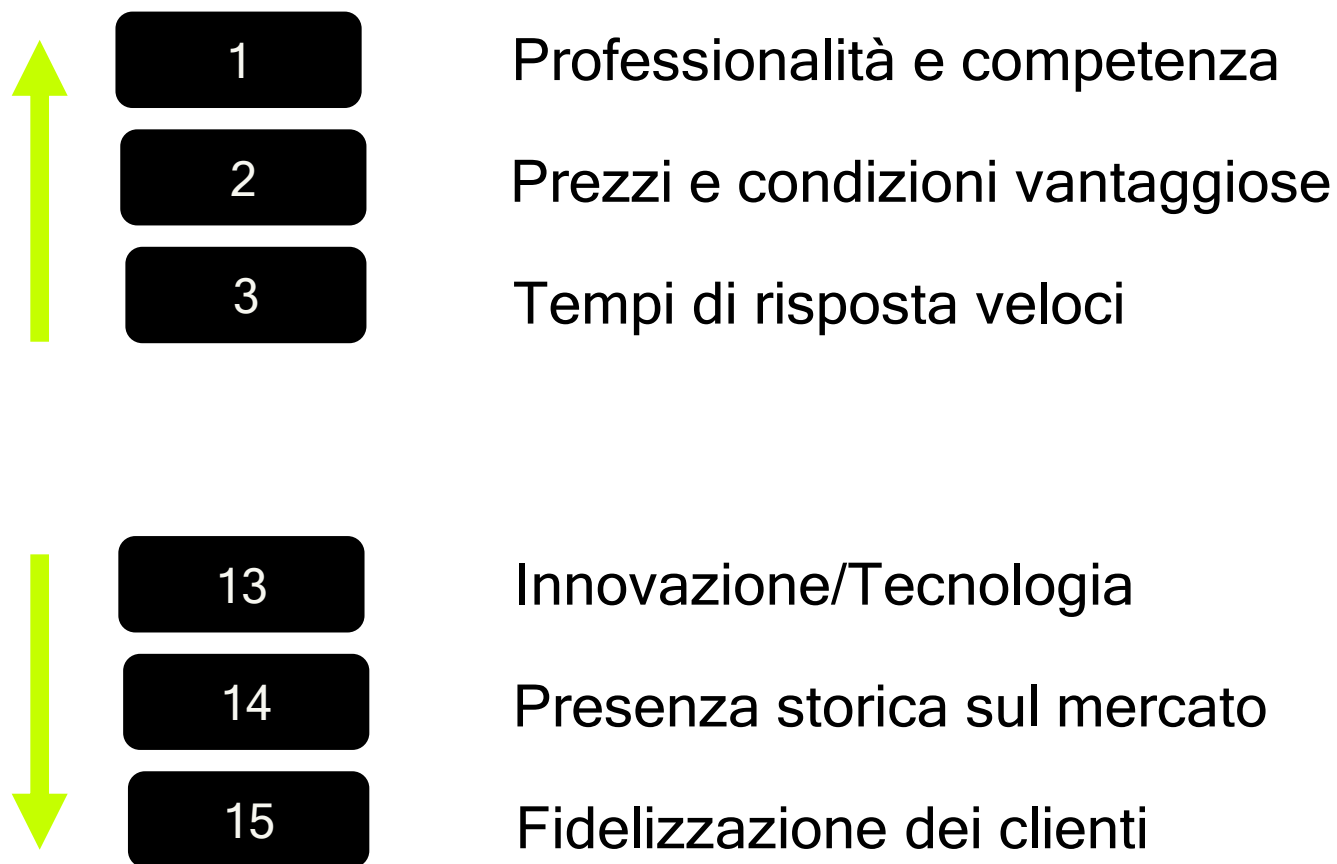 1 Professionalità e competenza
2 Prezzi e condizioni vantaggiose
3 Tempi di risposta veloci
13 Innovazione/Tecnologia
14 Presenza storica sul mercato
15 Fidelizzazione dei clienti